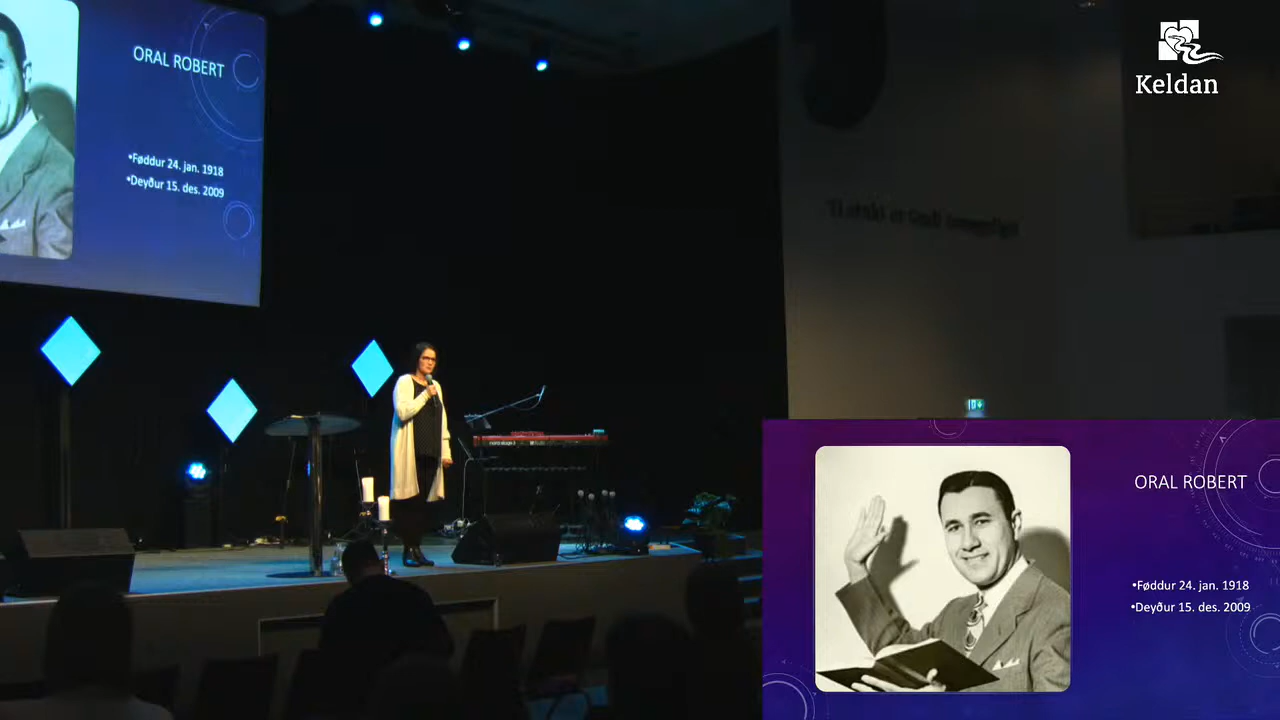 ORAL ROBERT
•Føddur 24. jan. 1918
•Deyður 15. des. 2009
Keldan
ORAL ROBERT
•Føddur 24. jan. 1918
•Deyður 15. des. 2009